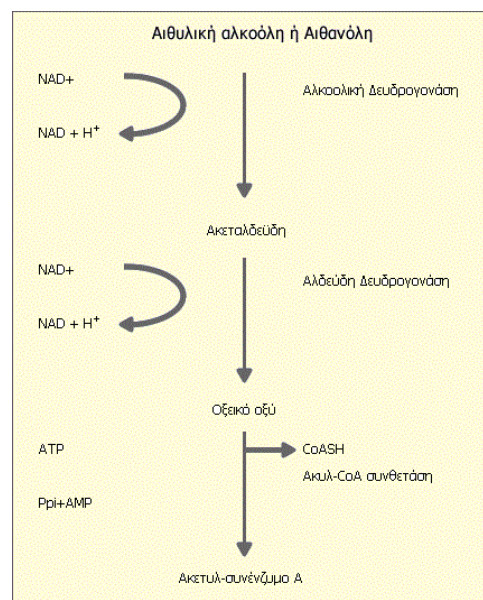 Αιθυλική αλκοόλη ή Αιθανόλη
NAD+
Αλκοολική Δευδρογονάση
NAD + H+
Ακεταλδεϋδη
NAD+
Αλδεύδη Δευδρογονάση
NAD + H+
Οξεικό οξύ
ATP
CoASH
Ακυλ-CoA συνθετάση
Ppi+AMP
Ακετυλ-συνένζυμο Α